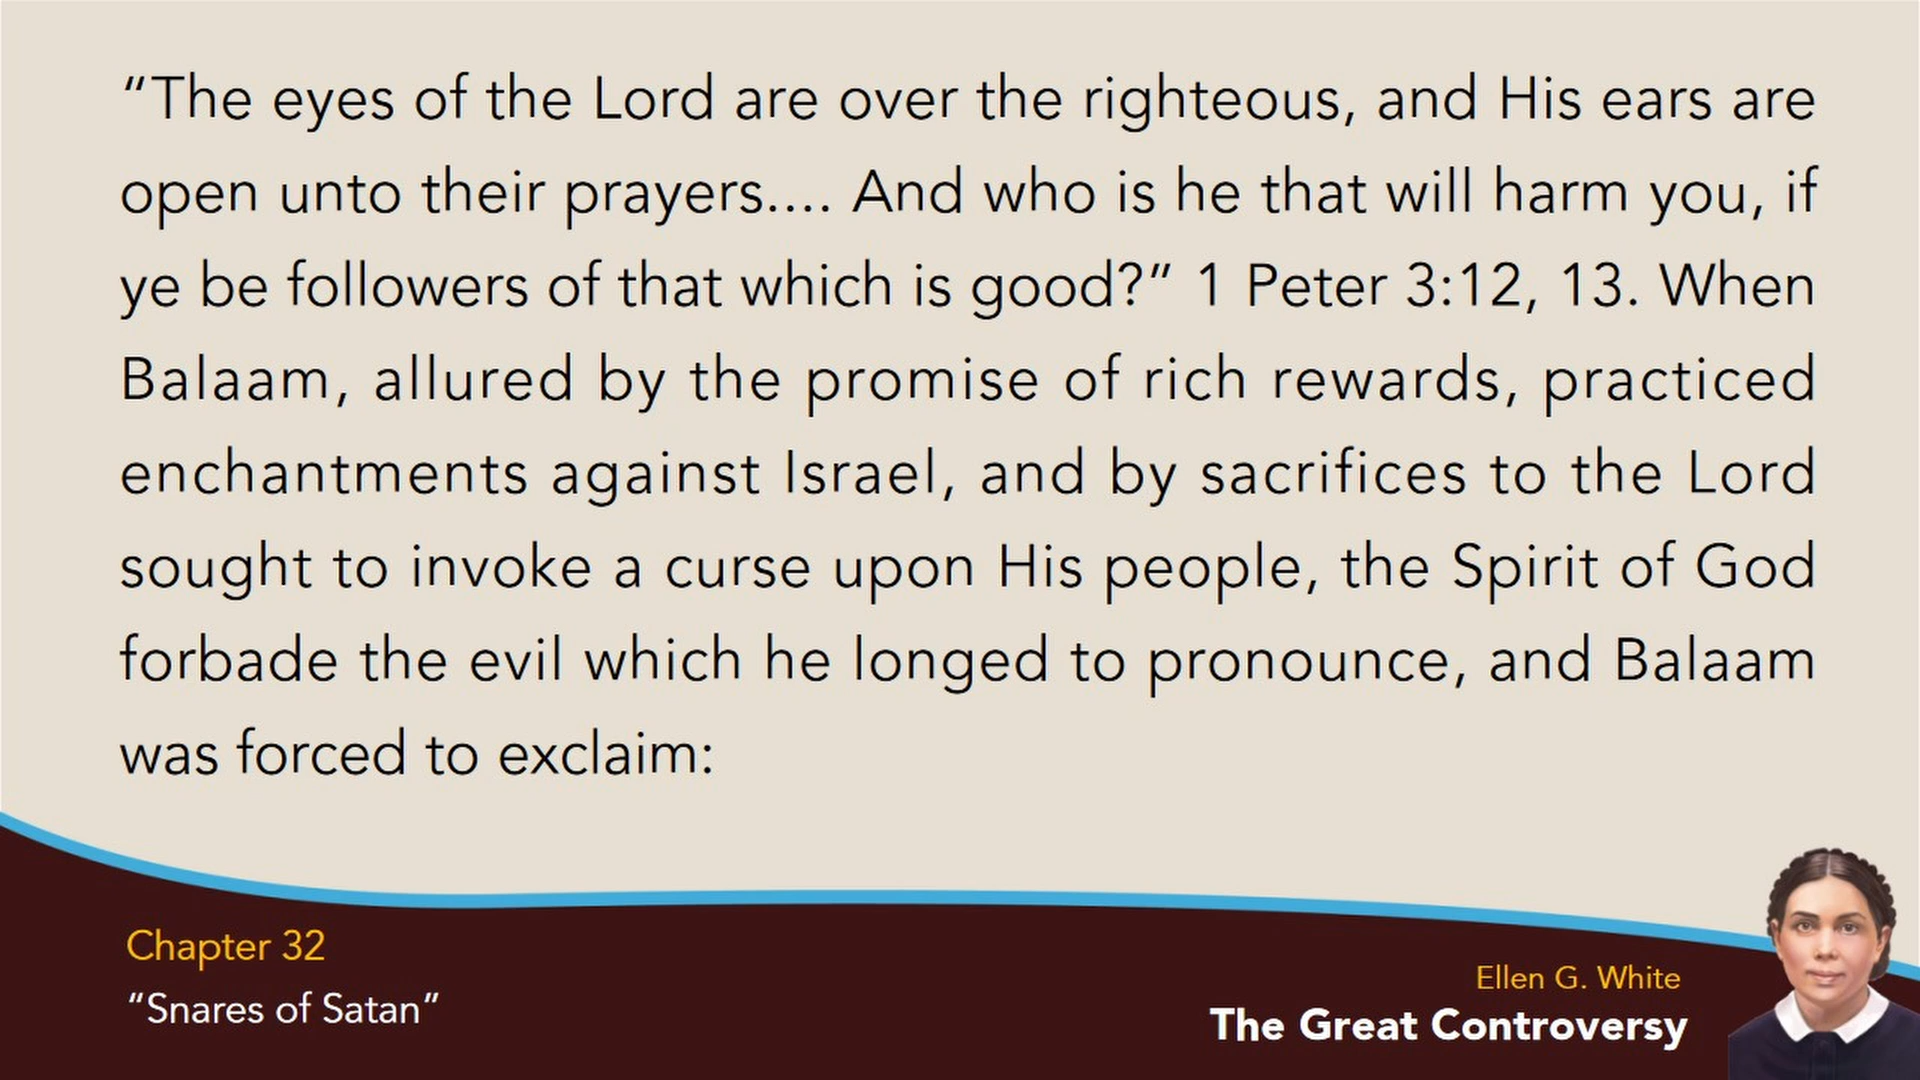 “The eyes of the Lord are over the righteous, and His ears are
open unto their prayers.... And who is he that will harm you, if
ye be followers of that which is good?” 1 Peter 3:12, 13. When
Balaam, allured by the promise of rich rewards, practiced
enchantments against Israel, and by sacrifices to the Lord
sought to invoke a curse upon His people, the Spirit of God
forbade the evil which he longed to pronounce, and Balaam
was forced to exclaim:
Chapter 32
“Snares of Satan”
Ellen G. White
The Great Controversy